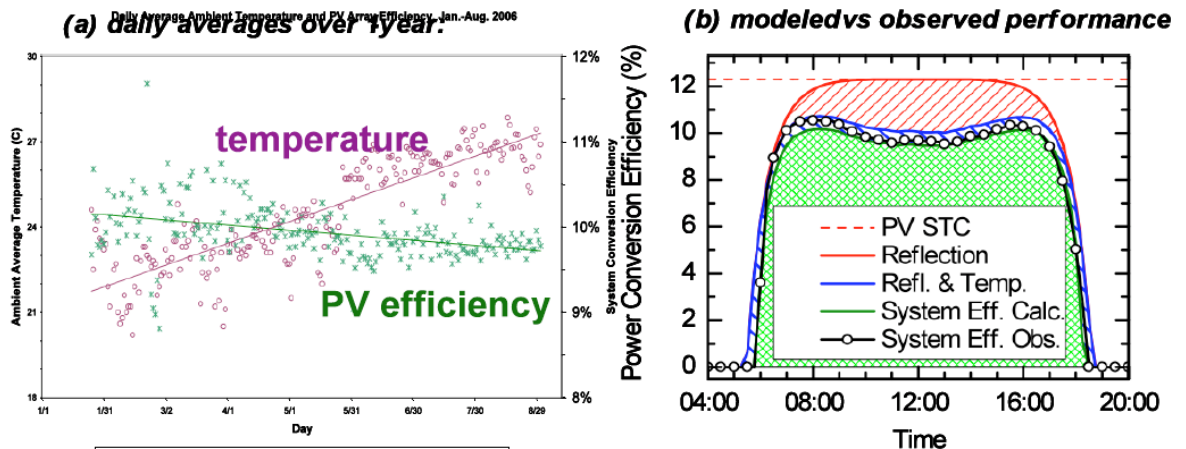 Daily Average Ambient Temperature and PV Array Efficiency, Jan.-Aug. 2006
(a) daily averages over 1year:
30
27
24
21
18
Ambient Average Temperature (C)
12%
11%
10%
9%
8%
System Conversion Efficiency
temperature
PV efficiency
1/1 1/31 3/2 4/1 5/1 5/31 6/30 7/30 8/29
Day
(b) modeledvs observed performance
Power Conversion Efficiency (%)
12
10
8
6
4
2
0
PV STC
Reflection
Refl. & Temp.
System Eff. Calc.
System Eff. Obs.
04:00 08:00 12:00 16:00 20:00
Time